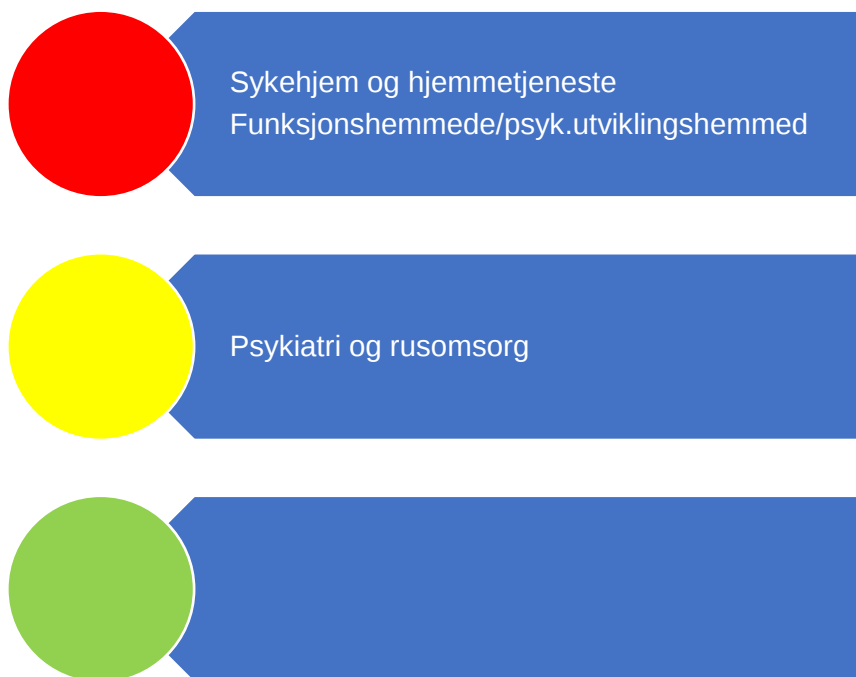 Sykehjem og hjemmetjeneste
Funksjonshemmede/psyk.utviklingshemmed
Psykiatri og rusomsorg